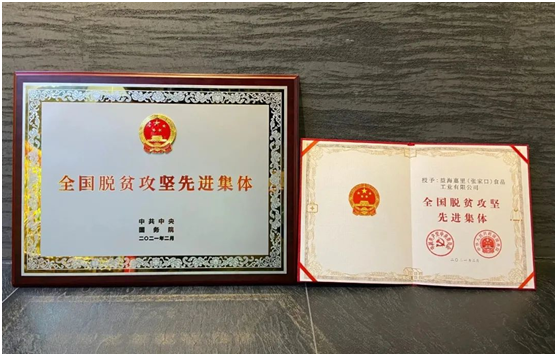 全国脱贫攻坚先进集体
中共中央
国务院
二〇二一年二月
授予：益海嘉里（张家口）食品
工业有限公司
全国脱贫攻坚
先进集体